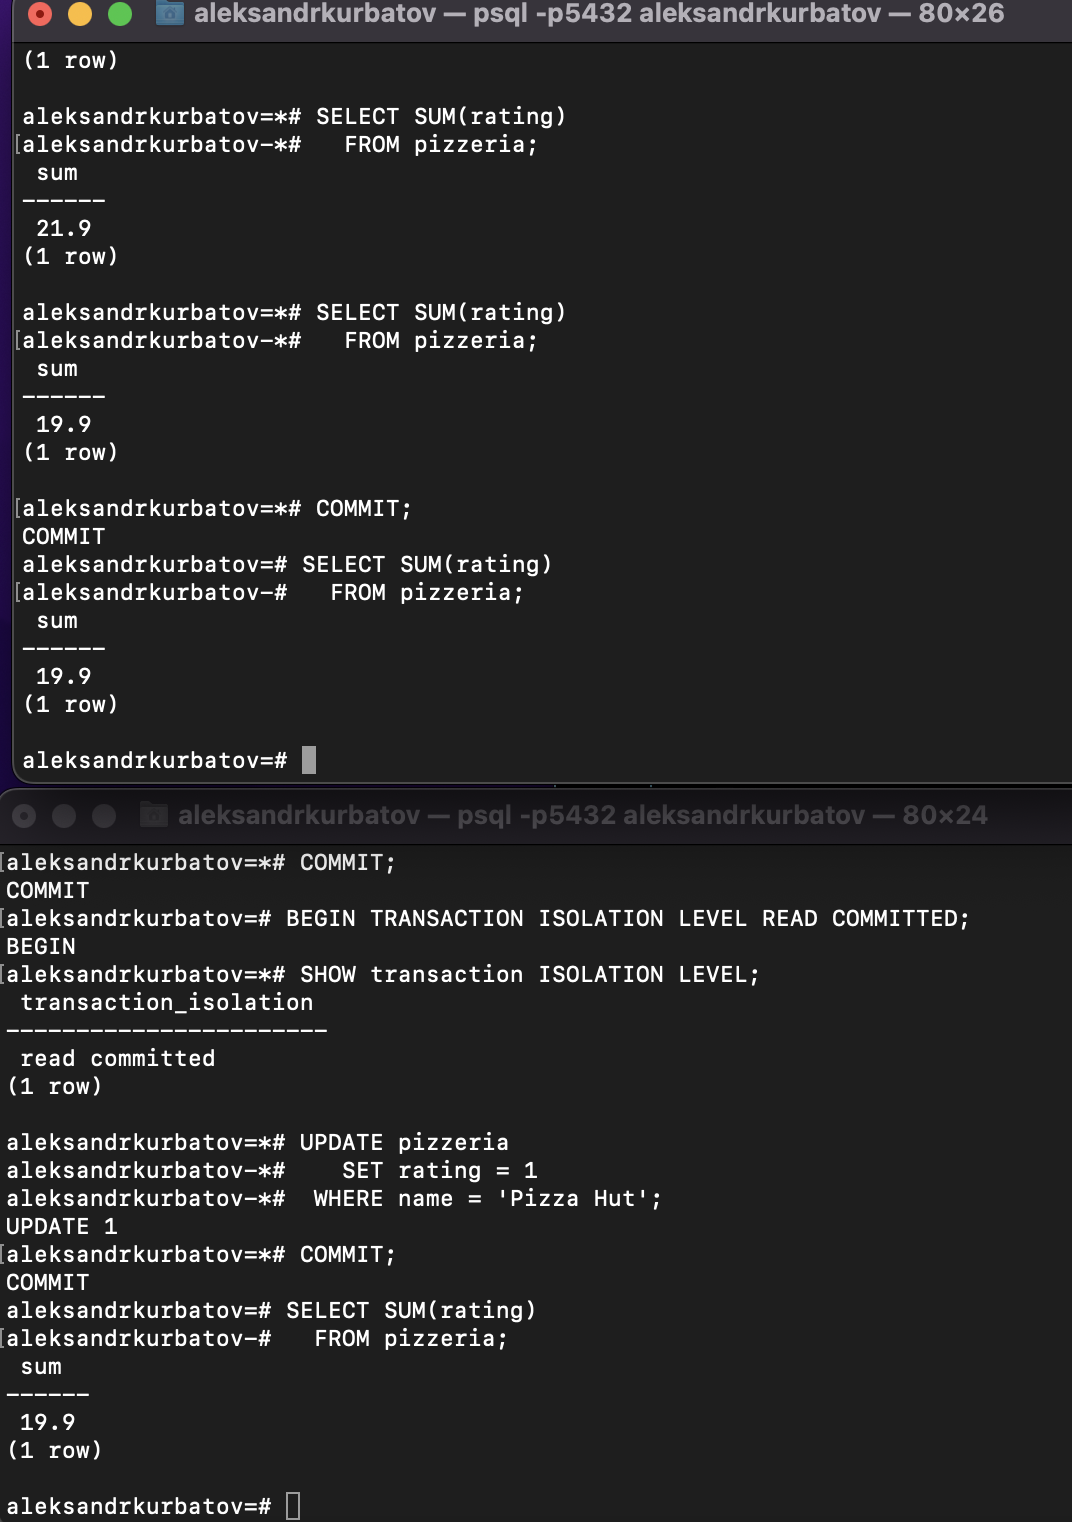 aleksandrkurbatov — psql -p5432 aleksandrkurbatov — 80×26
(1 row)
aleksandrkurbatov=*# SELECT SUM(rating)
[aleksandrkurbatov-*#   FROM pizzeria;
 sum
------
 21.9
(1 row)
aleksandrkurbatov=*# SELECT SUM(rating)
[aleksandrkurbatov-*#   FROM pizzeria;
 sum
------
 19.9
(1 row)
[aleksandrkurbatov=*# COMMIT;
COMMIT
aleksandrkurbatov=# SELECT SUM(rating)
[aleksandrkurbatov-#   FROM pizzeria;
 sum
------
 19.9
(1 row)
aleksandrkurbatov=#
aleksandrkurbatov — psql -p5432 aleksandrkurbatov — 80×24
[aleksandrkurbatov=*# COMMIT;
COMMIT
[aleksandrkurbatov=# BEGIN TRANSACTION ISOLATION LEVEL READ COMMITTED;
BEGIN
[aleksandrkurbatov=*# SHOW transaction ISOLATION LEVEL;
 transaction_isolation
-----------------------
 read committed
(1 row)
aleksandrkurbatov=*# UPDATE pizzeria
aleksandrkurbatov-*#    SET rating = 1
aleksandrkurbatov-*#  WHERE name = 'Pizza Hut';
UPDATE 1
[aleksandrkurbatov=*# COMMIT;
COMMIT
aleksandrkurbatov=# SELECT SUM(rating)
[aleksandrkurbatov-#   FROM pizzeria;
 sum
------
 19.9
(1 row)
aleksandrkurbatov=#